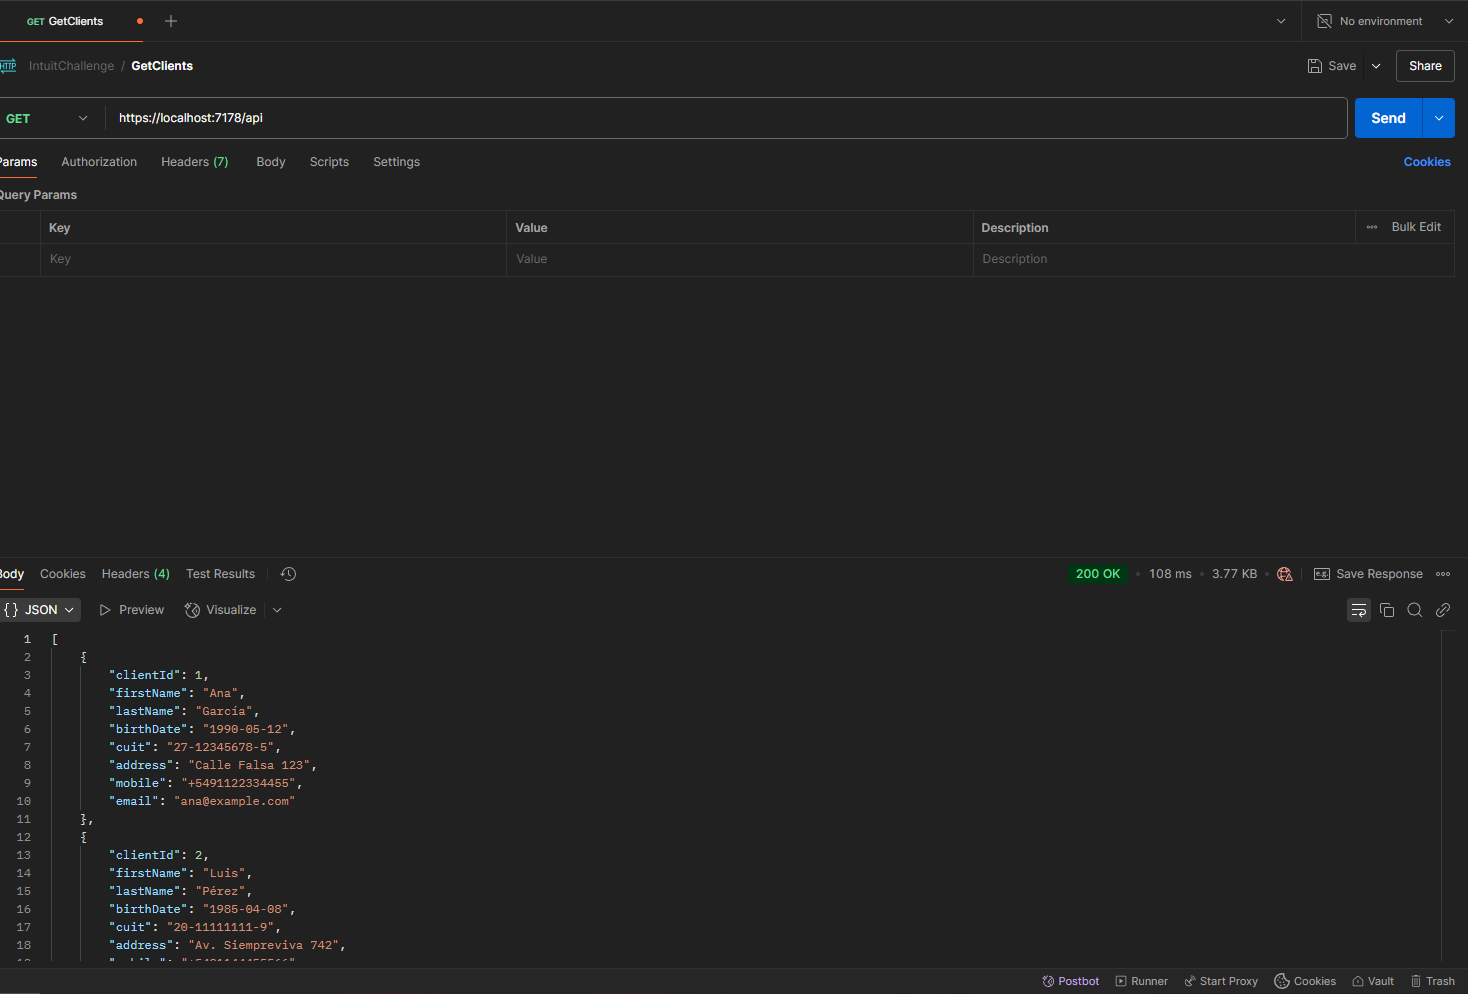 GET GetClients
No environment
HTTP IntuitChallenge / GetClients
Save
Share
GET
https://localhost:7178/api
Send
Params Authorization Headers (7) Body Scripts Settings
Cookies
Query Params
Key Value Description Bulk Edit
Key Value Description
Body Cookies Headers (4) Test Results
200 OK • 108 ms • 3.77 KB •
e.g. Save Response
{} JSON Preview Visualize
1 [
2 {
3 "clientId": 1,
4 "firstName": "Ana",
5 "lastName": "García",
6 "birthDate": "1990-05-12",
7 "cuit": "27-12345678-5",
8 "address": "Calle Falsa 123",
9 "mobile": "+5491122334455",
10 "email": "ana@example.com"
11 },
12 {
13 "clientId": 2,
14 "firstName": "Luis",
15 "lastName": "Pérez",
16 "birthDate": "1985-04-08",
17 "cuit": "20-11111111-9",
18 "address": "Av. Siempreviva 742",
Postbot Runner Start Proxy Cookies Vault Trash